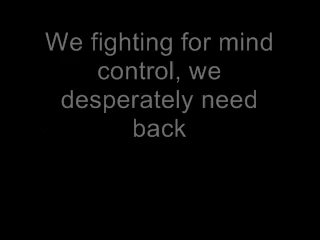 We fighting for mind
control, we
desperately need
back